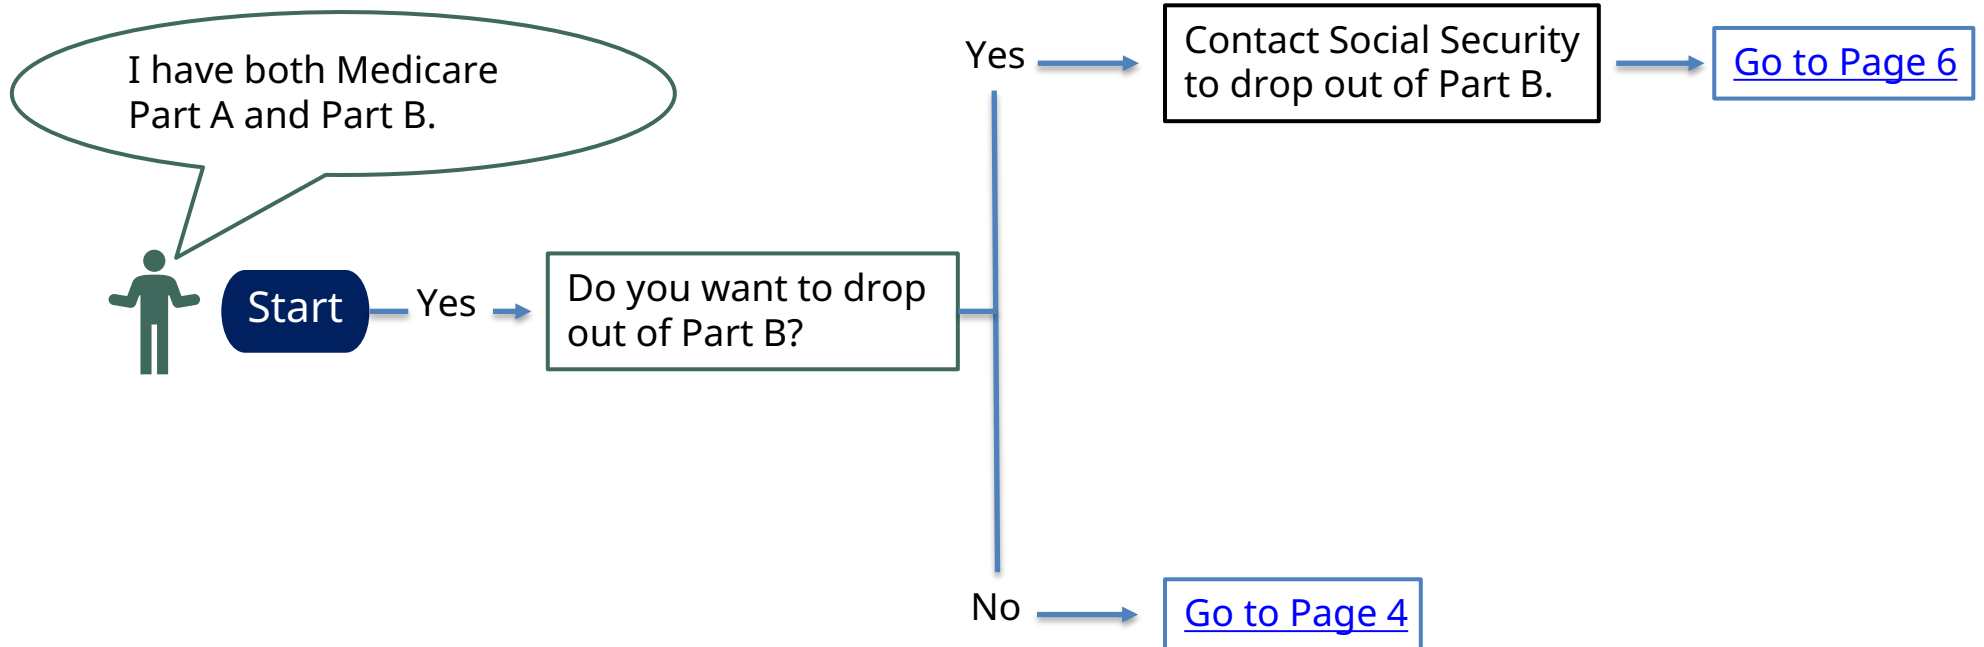 I have both Medicare
Part A and Part B.
Start
Yes
Do you want to drop
out of Part B?
Yes
Contact Social Security
to drop out of Part B.
Go to Page 6
No
Go to Page 4